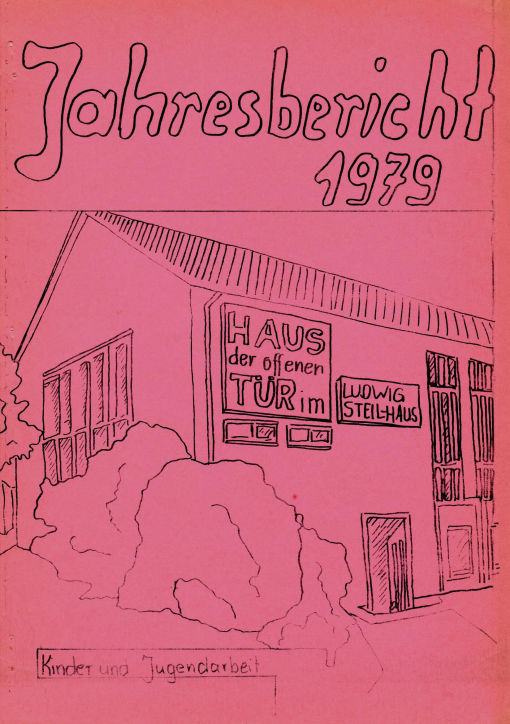 Jahresbericht
1979
HAUS
der offenen
TÜR im
LUDWIG
STEIL-HAUS
Kinder und Jugendarbeit